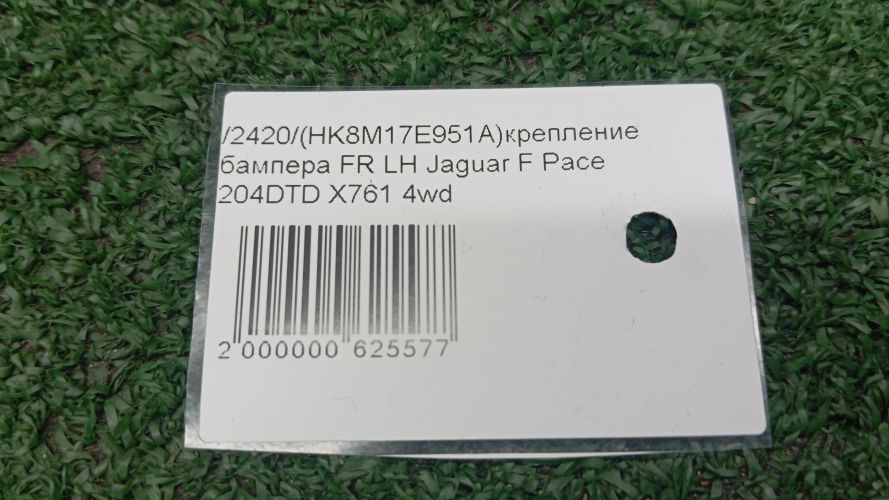 /2420/(HK8M17E951A)крепление
бампера FR LH Jaguar F Pace
204DTD X761 4wd
2 000000 625577